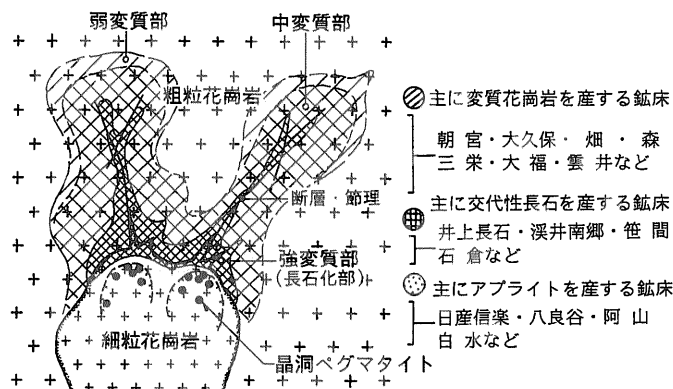 弱変質部
中変質部
粗粒花崗岩
断層・節理
強変質部
(長石化部)
細粒花崗岩
晶洞ペグマタイト
主に変質花崗岩を産する鉱床
朝宮・大久保・畑・森
三栄・大福・雲井など
主に交代性長石を産する鉱床
井上長石・渓井南郷・笹間
石倉など
主にアプライトを産する鉱床
日産信楽・八良谷・阿山
白水など